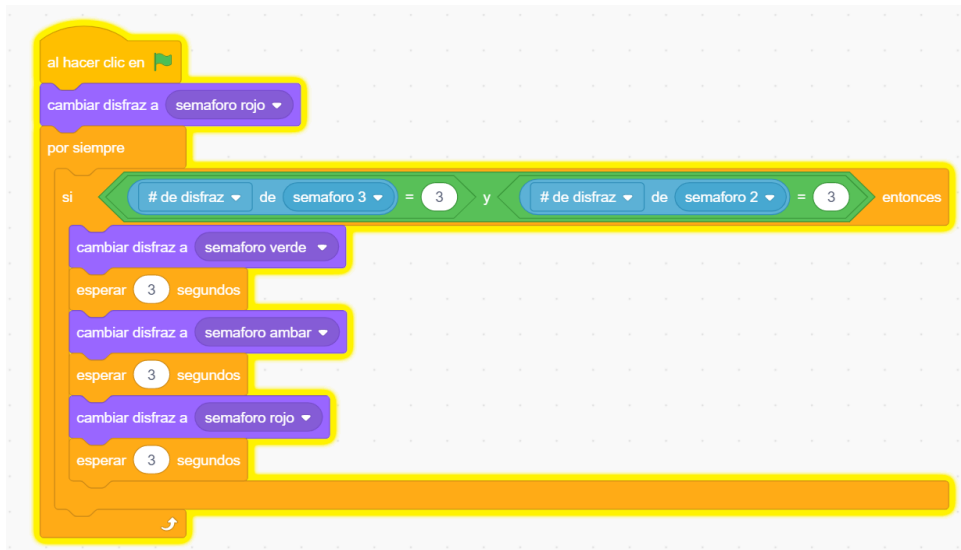 al hacer clic en
cambiar disfraz a semaforo rojo
por siempre
si # de disfraz de semaforo 3 = 3 y # de disfraz de semaforo 2 = 3 entonces
cambiar disfraz a semaforo verde
esperar 3 segundos
cambiar disfraz a semaforo ambar
esperar 3 segundos
cambiar disfraz a semaforo rojo
esperar 3 segundos